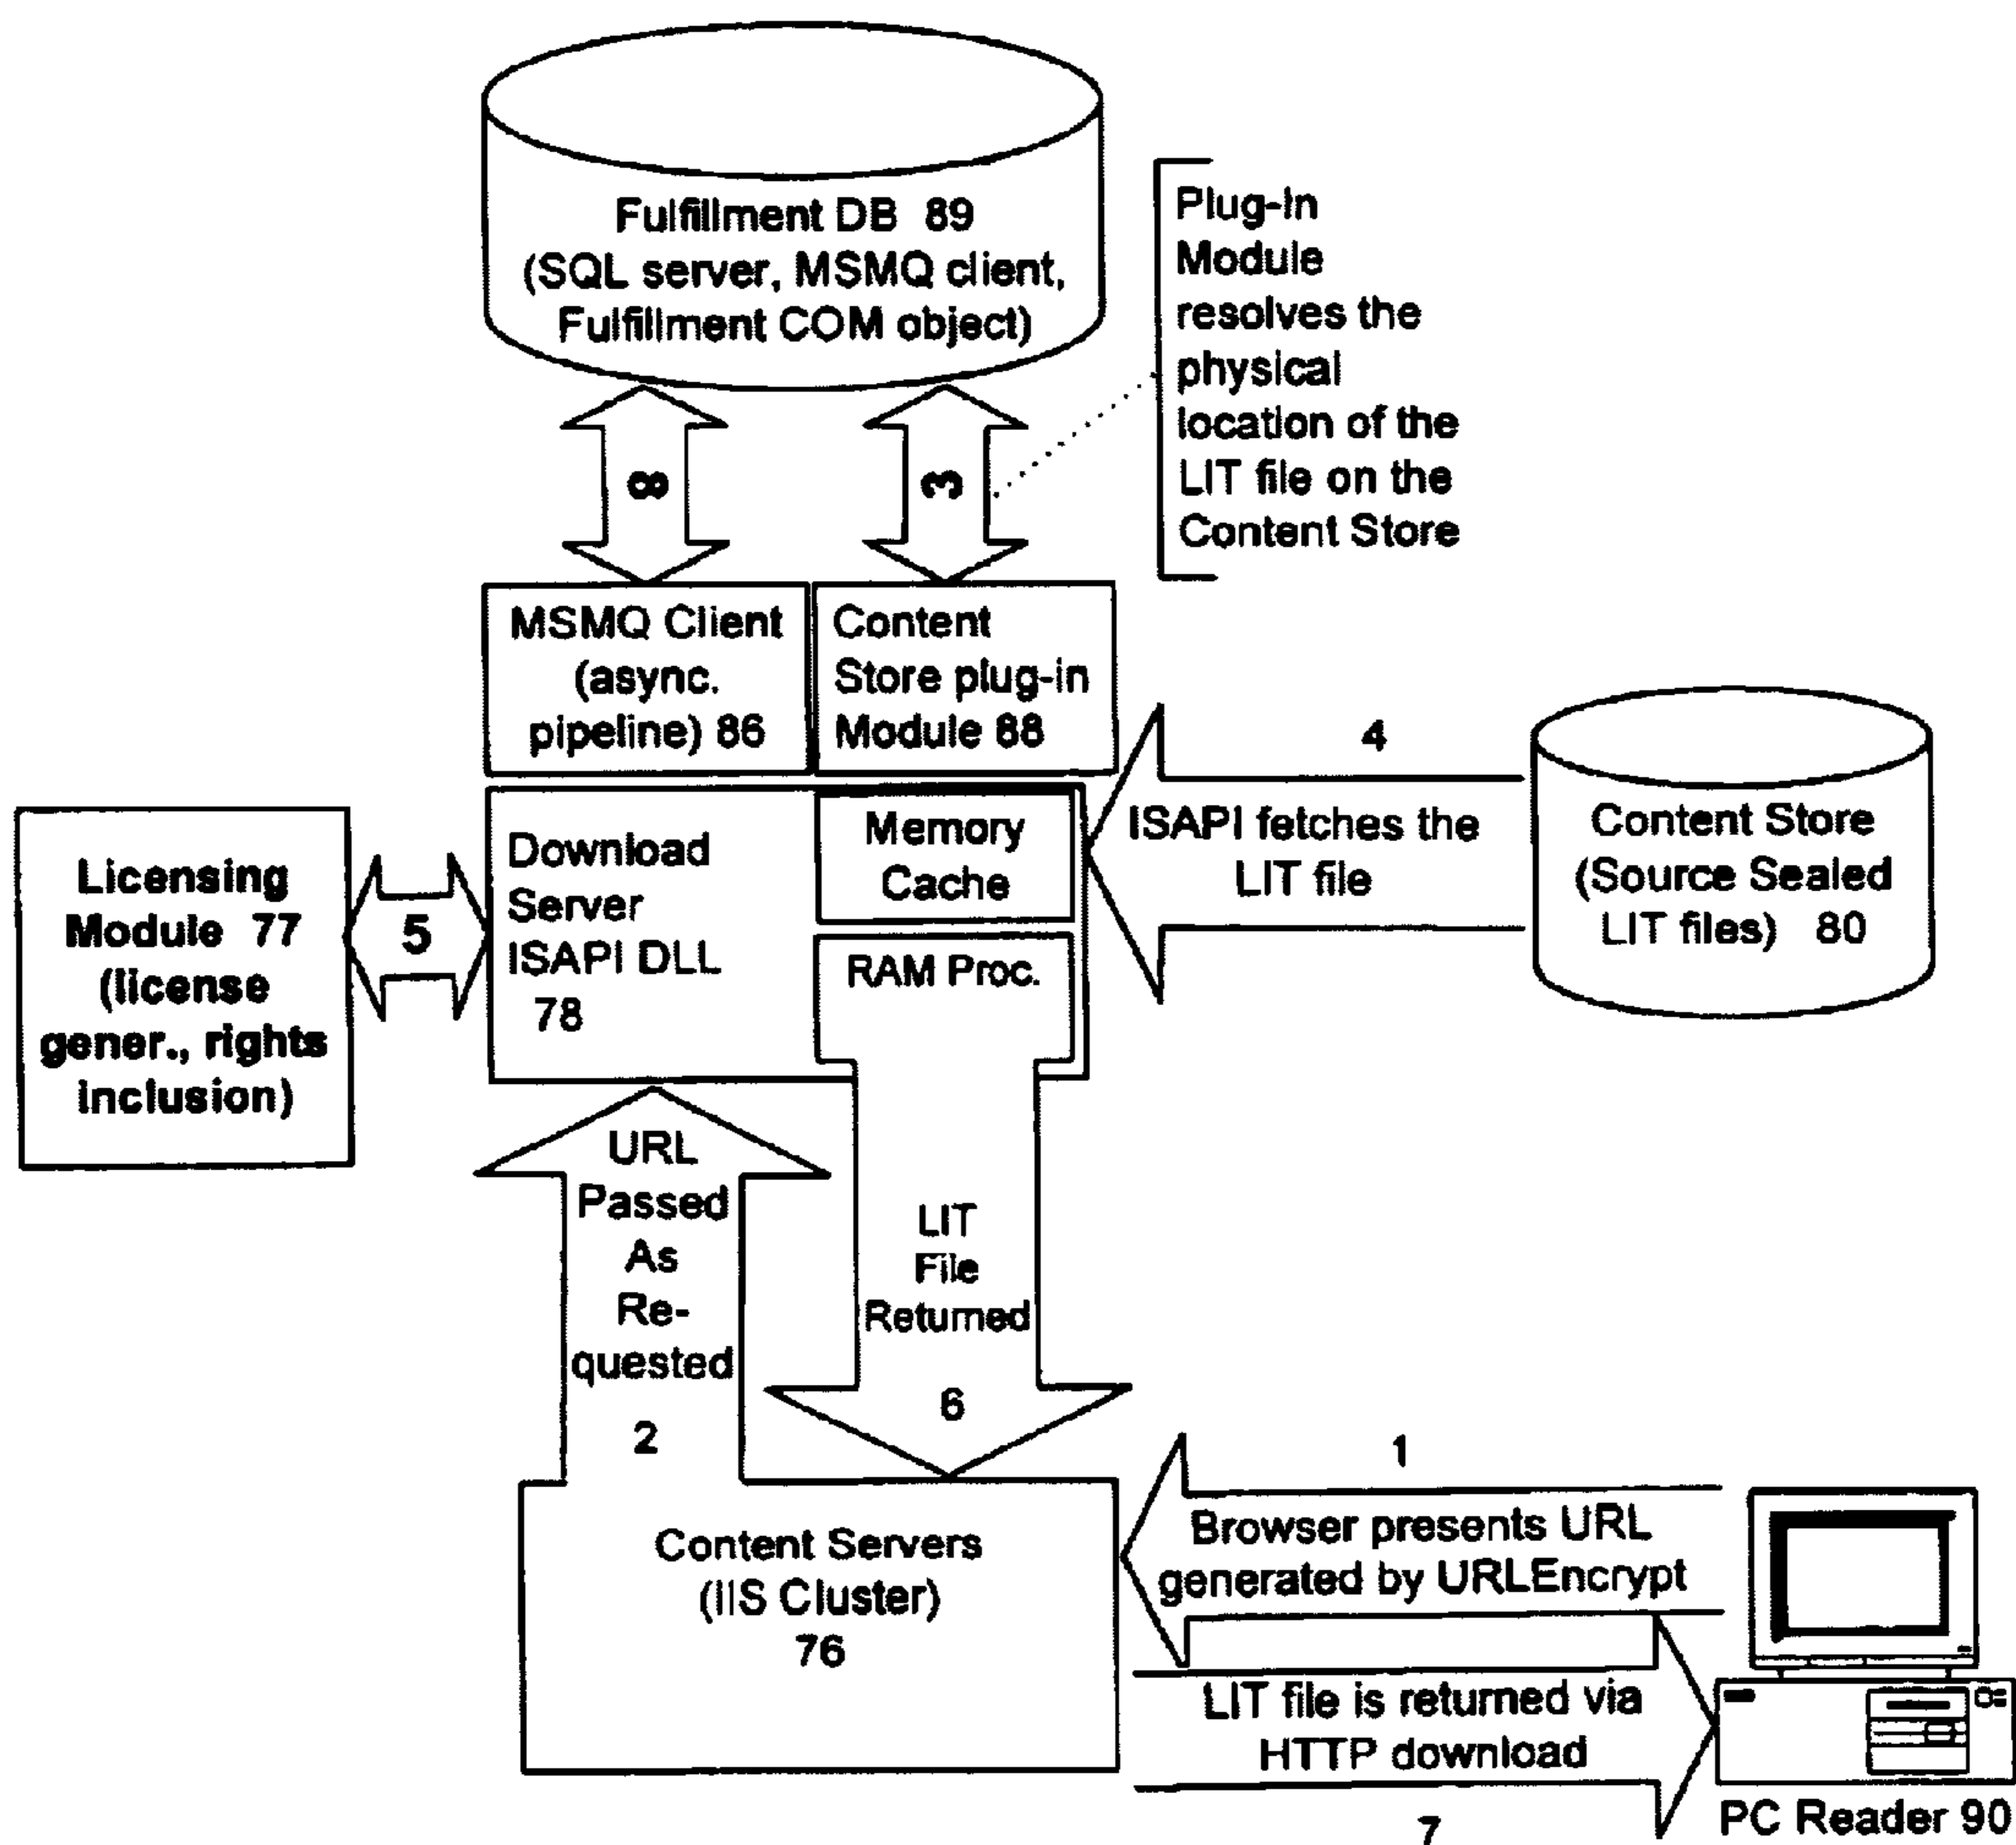 Fulfillment DB 89
(SQL server, MSMQ client,
Fulfillment COM object)
Plug-In
Module
resolves the
physical
location of the
LIT file on the
Content Store
8
3
MSMQ Client
(async.
pipeline) 86
Content
Store plug-in
Module 88
4
ISAPI fetches the
LIT file
Content Store
(Source Sealed
LIT files) 80
Licensing
Module 77
(license
gener., rights
inclusion)
5
Download
Server
ISAPI DLL
78
Memory
Cache
RAM Proc.
URL
Passed
As
Re-
quested
2
LIT
File
Returned
6
Content Servers
(IIS Cluster)
76
1
Browser presents URL
generated by URLEncrypt
LIT file is returned via
HTTP download
7
PC Reader 90